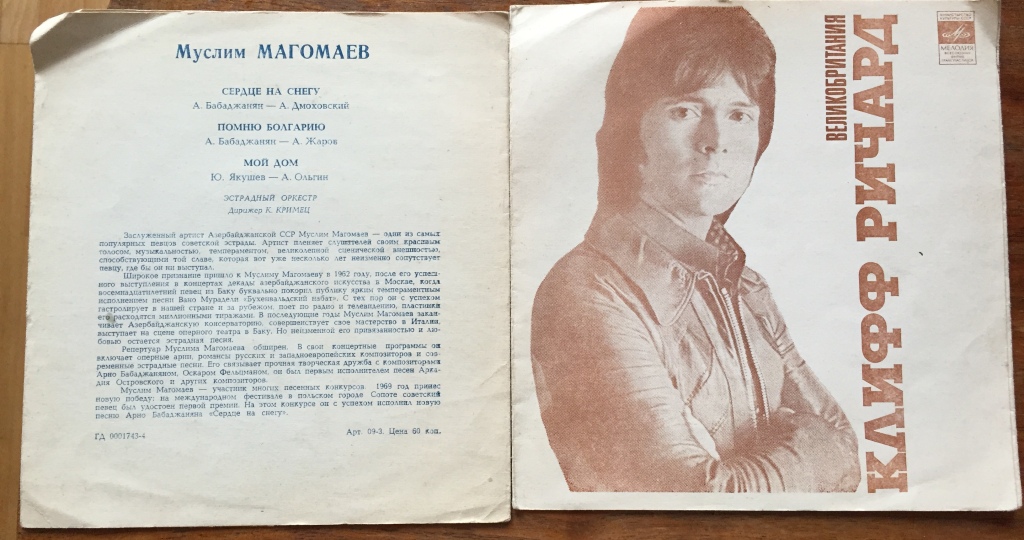 Муслим МАГОМАЕВ
СЕРДЦЕ НА СНЕГУ
А. Бабаджанян — А. Дмоховский
ПОМНЮ БОЛГАРИЮ
А. Бабаджанян — А. Жаров
МОЙ ДОМ
Ю. Якушев — А. Ольгин
ЭСТРАДНЫЙ ОРКЕСТР
Дирижер К. КРИМЕЦ
Заслуженный артист Азербайджанской ССР Муслим Магомаев — один из самых
популярных певцов советской эстрады. Артист пленяет слушателей своим красивым
голосом, музыкальностью, темпераментом, великолепной сценической внешностью,
способствующими той славе, которая вот уже несколько лет неизменно сопутствует
певцу, где бы он ни выступал.
Широкое признание пришло к Муслиму Магомаеву в 1962 году, после его успеш-
ного выступления в концертах декады азербайджанского искусства в Москве, когда
восемнадцатилетний певец из Баку буквально покорил публику ярким темпераментным
исполнением песни Вано Мурадели «Бухенвальдский набат». С тех пор он с успехом
гастролирует в нашей стране и за рубежом, поет по радио и телевидению, пластинки
его расходятся миллионными тиражами. В последующие годы Муслим Магомаев закан-
чивает Азербайджанскую консерваторию, совершенствует свое мастерство в Италии,
выступает на сцене оперного театра в Баку. Но неизменной его привязанностью и лю-
бовью остается эстрадная песня.
Репертуар Муслима Магомаева обширен. В свои концертные программы он
включает оперные арии, романсы русских и западноевропейских композиторов и сов-
ременные эстрадные песни. Его связывает прочная творческая дружба с композиторами
Арно Бабаджаняном, Оскаром Фельцманом, он был первым исполнителем песен Арка-
дия Островского и других композиторов.
Муслим Магомаев — участник многих песенных конкурсов. 1969 год принес
новую победу: на международном фестивале в польском городе Сопоте советский
певец был удостоен первой премии. На этом конкурсе он с успехом исполнил новую
песню Арно Бабаджаняна «Сердце на снегу».
ГД 0001743-4
Арт. 09-3. Цена 60 коп.
ВЕЛИКОБРИТАНИЯ
КЛИФФ РИЧАРД
МЕЛОДИЯ